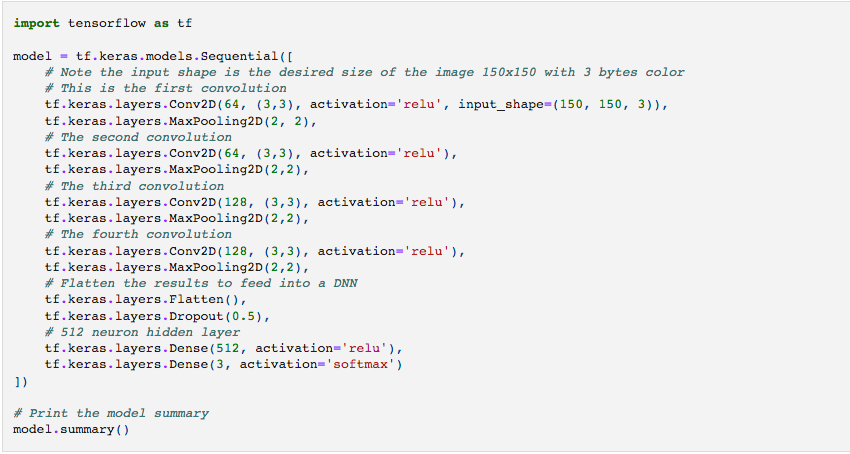 import tensorflow as tf

model = tf.keras.models.Sequential([
    # Note the input shape is the desired size of the image 150x150 with 3 bytes color
    # This is the first convolution
    tf.keras.layers.Conv2D(64, (3,3), activation='relu', input_shape=(150, 150, 3)),
    tf.keras.layers.MaxPooling2D(2, 2),
    # The second convolution
    tf.keras.layers.Conv2D(64, (3,3), activation='relu'),
    tf.keras.layers.MaxPooling2D(2,2),
    # The third convolution
    tf.keras.layers.Conv2D(128, (3,3), activation='relu'),
    tf.keras.layers.MaxPooling2D(2,2),
    # The fourth convolution
    tf.keras.layers.Conv2D(128, (3,3), activation='relu'),
    tf.keras.layers.MaxPooling2D(2,2),
    # Flatten the results to feed into a DNN
    tf.keras.layers.Flatten(),
    tf.keras.layers.Dropout(0.5),
    # 512 neuron hidden layer
    tf.keras.layers.Dense(512, activation='relu'),
    tf.keras.layers.Dense(3, activation='softmax')
])

# Print the model summary
model.summary()